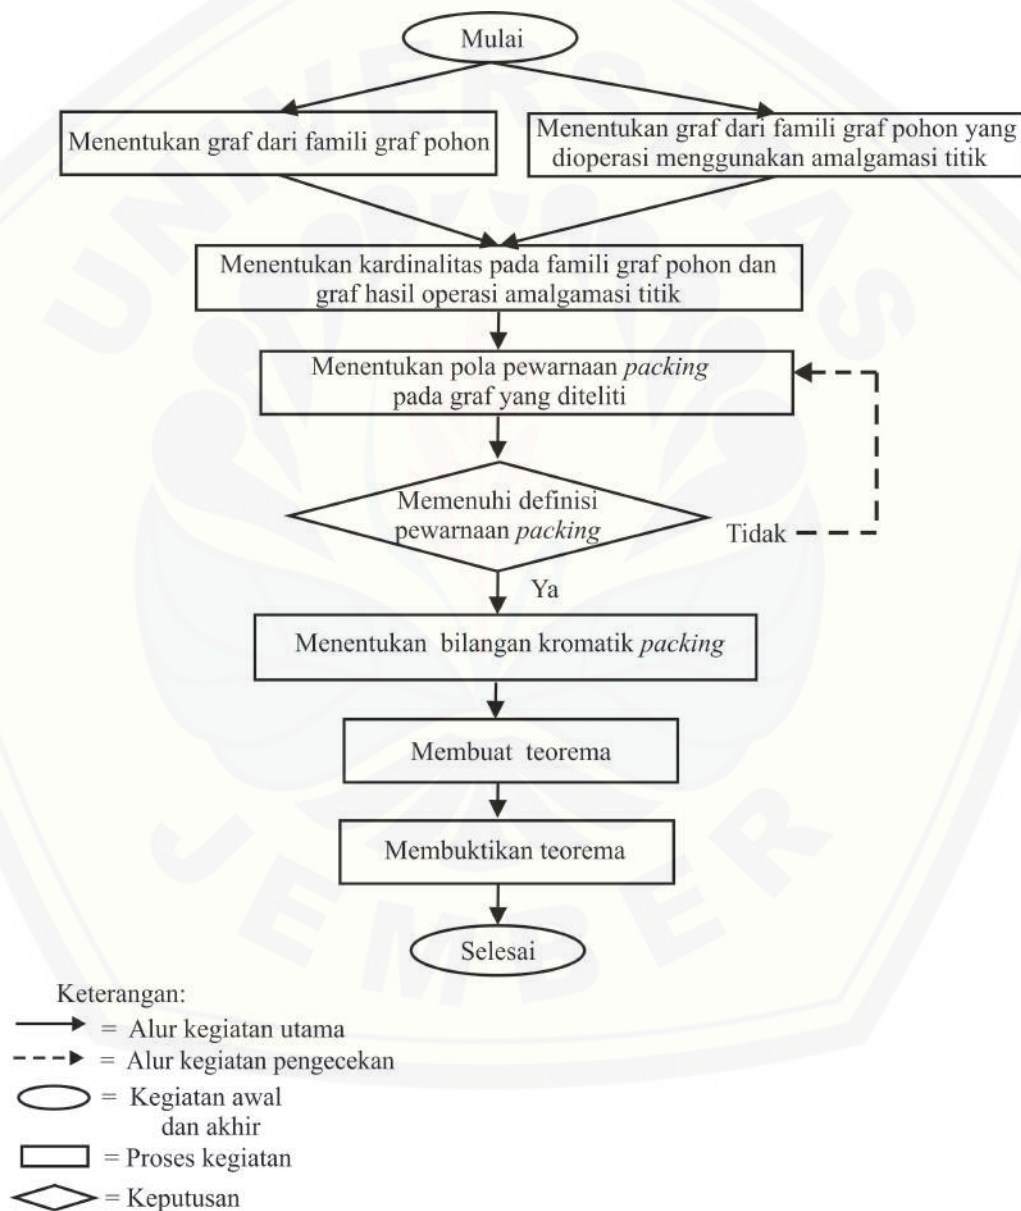 Mulai
Menentukan graf dari famili graf pohon
Menentukan graf dari famili graf pohon yang
dioperasi menggunakan amalgamasi titik
Menentukan kardinalitas pada famili graf pohon dan
graf hasil operasi amalgamasi titik
Menentukan pola pewarnaan packing
pada graf yang diteliti
Memenuhi definisi
pewarnaan packing
Tidak
Ya
Menentukan bilangan kromatik packing
Membuat teorema
Membuktikan teorema
Selesai
Keterangan:
= Alur kegiatan utama
= Alur kegiatan pengecekan
= Kegiatan awal
dan akhir
= Proses kegiatan
= Keputusan
UNIVERSITAS
JEMBER